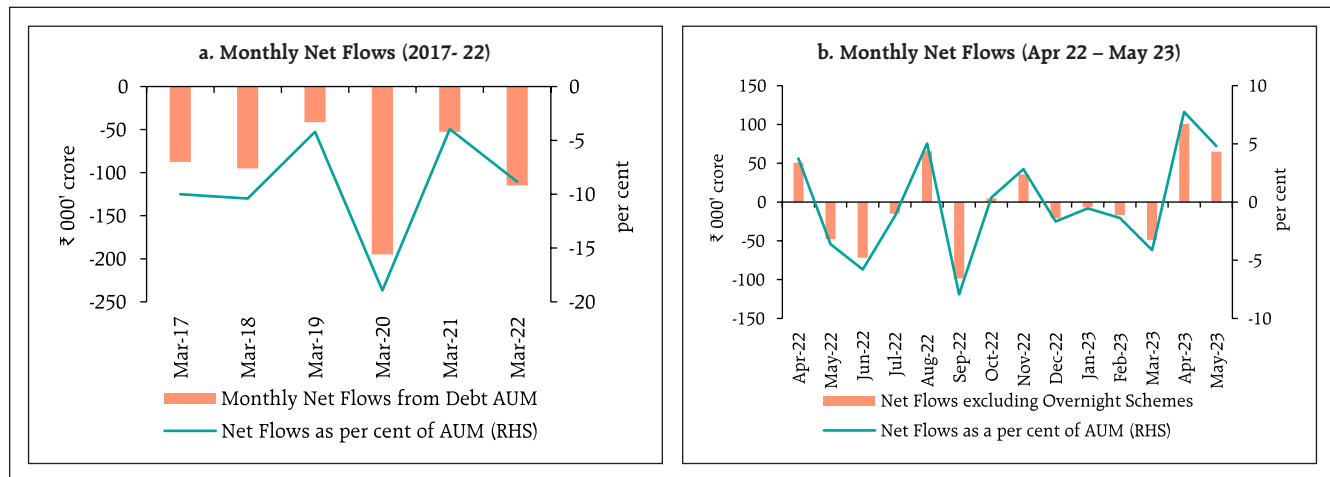 a. Monthly Net Flows (2017- 22)
0
-50
-100
-150
-200
-250
₹ 000' crore
0
-5
-10
-15
-20
per cent
Mar-17
Mar-18
Mar-19
Mar-20
Mar-21
Mar-22
Monthly Net Flows from Debt AUM
Net Flows as per cent of AUM (RHS)
b. Monthly Net Flows (Apr 22 – May 23)
150
100
50
0
-50
-100
-150
₹ 000' crore
10
5
0
-5
-10
per cent
Apr-22
May-22
Jun-22
Jul-22
Aug-22
Sep-22
Oct-22
Nov-22
Dec-22
Jan-23
Feb-23
Mar-23
Apr-23
May-23
Net Flows excluding Overnight Schemes
Net Flows as a per cent of AUM (RHS)